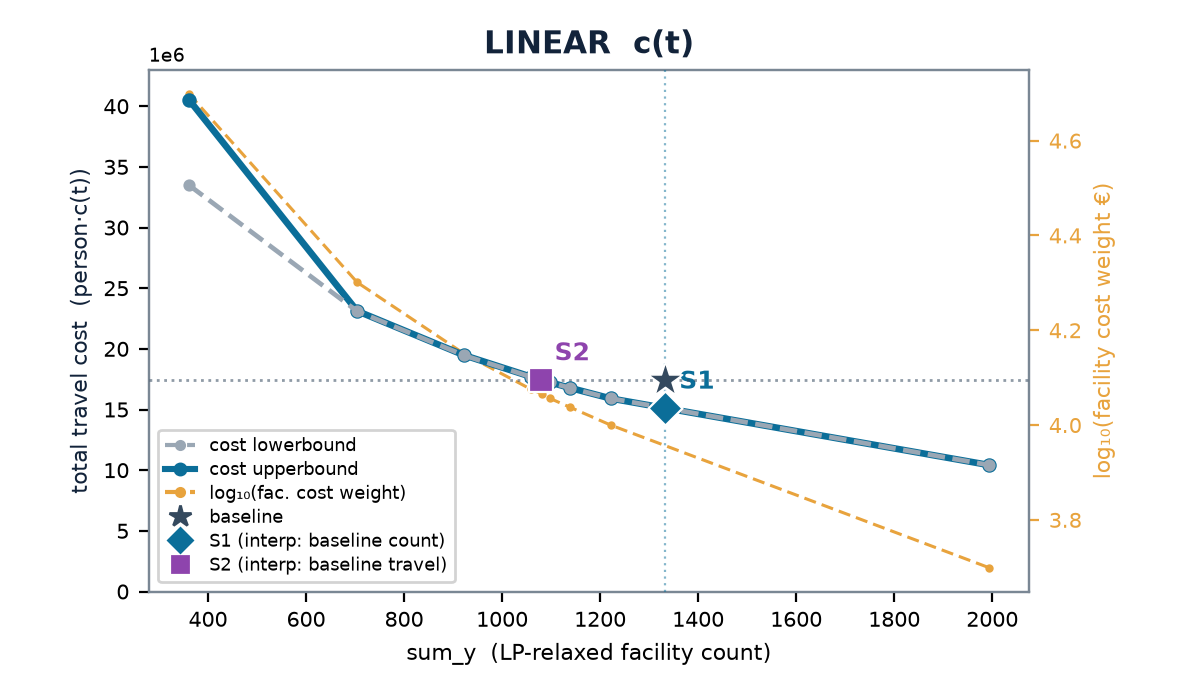 LINEAR  c(t)
1e6
40
35
30
25
20
15
10
5
0
total travel cost  (person·c(t))
4.6
4.4
4.2
4.0
3.8
log₁₀(facility cost weight €)
S2
S1
cost lowerbound
cost upperbound
log₁₀(fac. cost weight)
baseline
S1 (interp: baseline count)
S2 (interp: baseline travel)
400 600 800 1000 1200 1400 1600 1800 2000
sum_y  (LP-relaxed facility count)